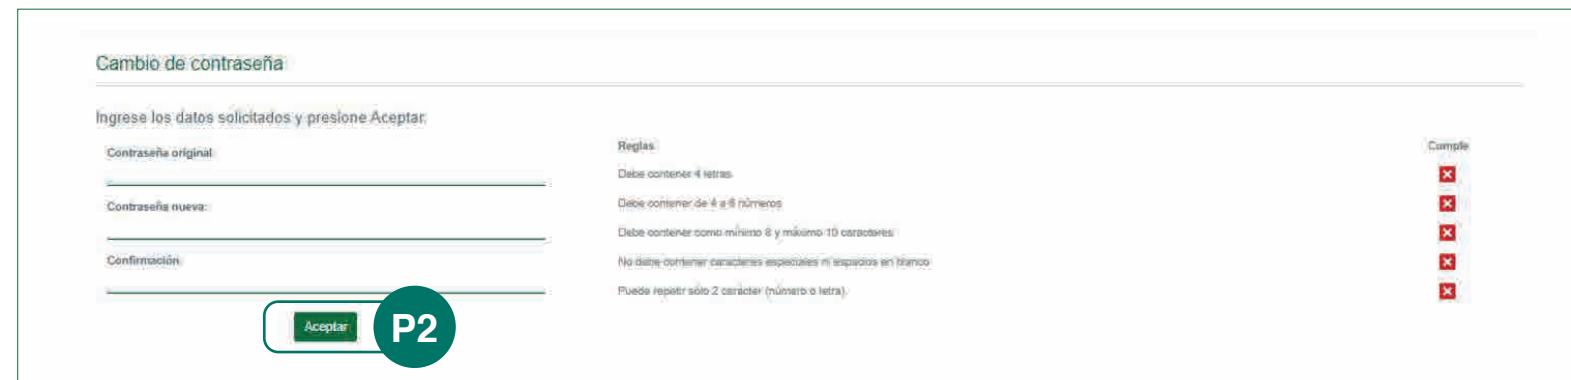 Cambio de contraseña
Ingrese los datos solicitados y presione Aceptar.
Contraseña original
Reglas
Cumple
Debe contener 4 letras
Contraseña nueva:
Debe contener de 4 a 6 números
Debe contener como mínimo 8 y máximo 10 caracteres
Confirmación
No debe contener caracteres especiales ni espacios en blanco
Puede repetir sólo 2 carácter (número o letra).
Aceptar
P2